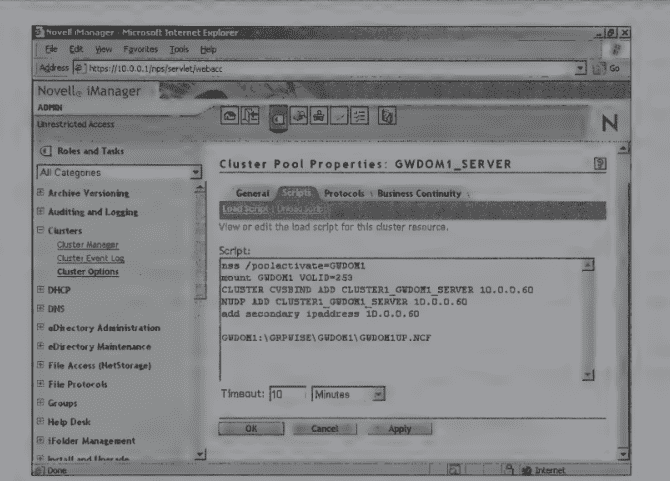 Novell iManager - Microsoft Internet Explorer
File Edit View Favorites Tools Help
Address https://10.0.0.1/nps/servlet/webacc Go
Novell® iManager
ADMIN
Unrestricted Access
N
Roles and Tasks
All Categories
Archive Versioning
Auditing and Logging
Clusters
Cluster Manager
Cluster Event Log
Cluster Options
DHCP
DNS
eDirectory Administration
eDirectory Maintenance
File Access (NetStorage)
File Protocols
Groups
Help Desk
iFolder Management
Install and Upgrade
Cluster Pool Properties: GWDOM1_SERVER
General Scripts Protocols Business Continuity
Load Script | Unload Script
View or edit the load script for this cluster resource.
Script:
nss /poolactivate=GWDOM1
mount GWDOM1 VOLID=253
CLUSTER CVSBIND ADD CLUSTER1_GWDOM1_SERVER 10.0.0.60
NUDP ADD CLUSTER1_GWDOM1_SERVER 10.0.0.60
add secondary ipaddress 10.0.0.60
GWDOM1:\GRPWISE\GWDOM1\GWDOM1UP.NCF
Timeout: 10 Minutes
OK Cancel Apply
Done Internet